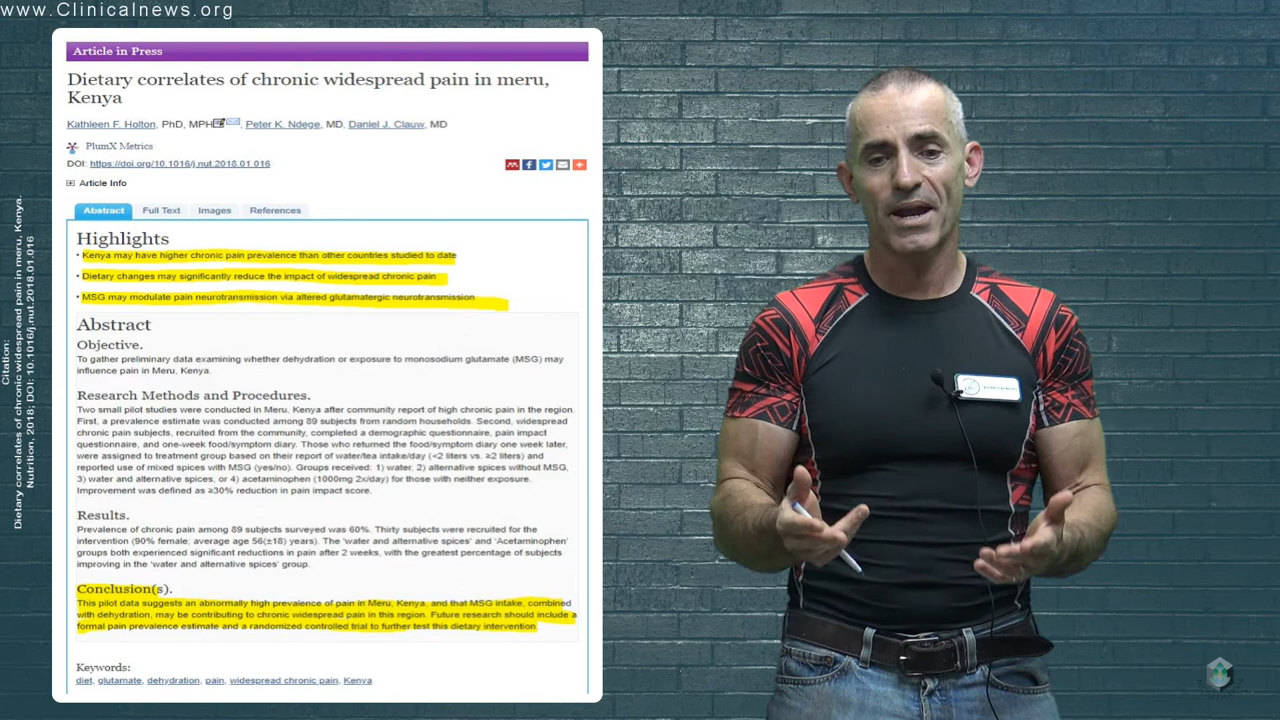 www.Clinicalnews.org
Article in Press
Dietary correlates of chronic widespread pain in meru,
Kenya
Kathleen F. Holton, PhD, MPH, Peter K. Ndege, MD, Daniel J. Clauw, MD
PlumX Metrics
DOI: https://doi.org/10.1016/j.nut.2018.01.016
Article Info
Abstract Full Text Images References
Highlights
• Kenya may have higher chronic pain prevalence than other countries studied to date
• Dietary changes may significantly reduce the impact of widespread chronic pain
• MSG may modulate pain neurotransmission via altered glutamatergic neurotransmission
Abstract
Objective.
To gather preliminary data examining whether dehydration or exposure to monosodium glutamate (MSG) may
influence pain in Meru, Kenya.
Research Methods and Procedures.
Two small pilot studies were conducted in Meru, Kenya after community report of high chronic pain in the region.
First, a prevalence estimate was conducted among 89 subjects from random households. Second, widespread
chronic pain subjects, recruited from the community, completed a demographic questionnaire, pain impact
questionnaire, and one-week food/symptom diary. Those who returned the food/symptom diary one week later,
were assigned to treatment group based on their report of water/tea intake/day (<2 liters vs. ≥2 liters) and
reported use of mixed spices with MSG (yes/no). Groups received: 1) water, 2) alternative spices without MSG,
3) water and alternative spices, or 4) acetaminophen (1000mg 2x/day) for those with neither exposure.
Improvement was defined as ≥30% reduction in pain impact score.
Results.
Prevalence of chronic pain among 89 subjects surveyed was 60%. Thirty subjects were recruited for the
intervention (90% female; average age 56(±18) years). The 'water and alternative spices' and 'Acetaminophen'
groups both experienced significant reductions in pain after 2 weeks, with the greatest percentage of subjects
improving in the 'water and alternative spices' group.
Conclusion(s).
This pilot data suggests an abnormally high prevalence of pain in Meru, Kenya, and that MSG intake, combined
with dehydration, may be contributing to chronic widespread pain in this region. Future research should include a
formal pain prevalence estimate and a randomized controlled trial to further test this dietary intervention.
Keywords:
diet, glutamate, dehydration, pain, widespread chronic pain, Kenya
Citation:
Dietary correlates of chronic widespread pain in meru, Kenya.
Nutrition, 2018; DOI: 10.1016/j.nut.2018.01.016